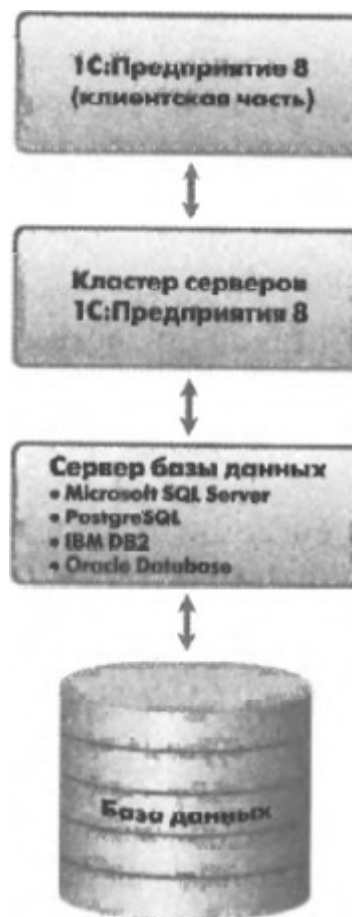 1С:Предприятие 8
(клиентская часть)
Кластер серверов
1С:Предприятия 8
Сервер базы данных
• Microsoft SQL Server
• PostgreSQL
• IBM DB2
• Oracle Database
База данных